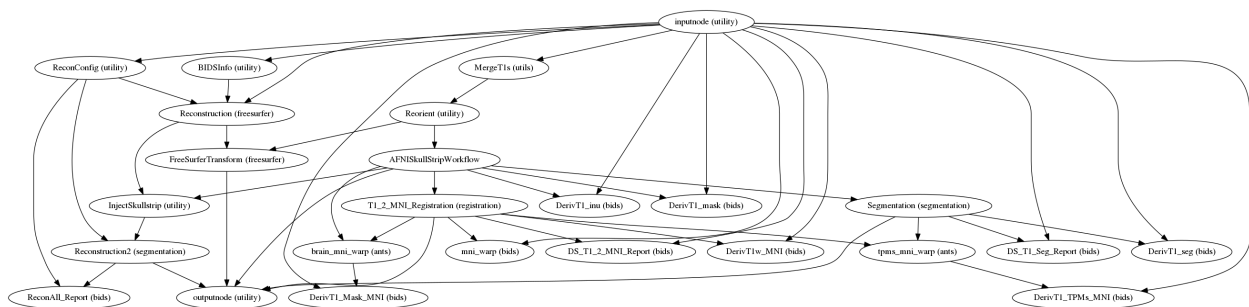 inputnode (utility)
ReconConfig (utility)
BIDSInfo (utility)
MergeT1s (utils)
Reconstruction (freesurfer)
Reorient (utility)
FreeSurferTransform (freesurfer)
AFNISkullStripWorkflow
InjectSkullstrip (utility)
T1_2_MNI_Registration (registration)
DerivT1_inu (bids)
DerivT1_mask (bids)
Segmentation (segmentation)
Reconstruction2 (segmentation)
brain_mni_warp (ants)
mni_warp (bids)
DS_T1_2_MNI_Report (bids)
DerivT1w_MNI (bids)
tpms_mni_warp (ants)
DS_T1_Seg_Report (bids)
DerivT1_seg (bids)
ReconAll_Report (bids)
outputnode (utility)
DerivT1_Mask_MNI (bids)
DerivT1_TPMs_MNI (bids)